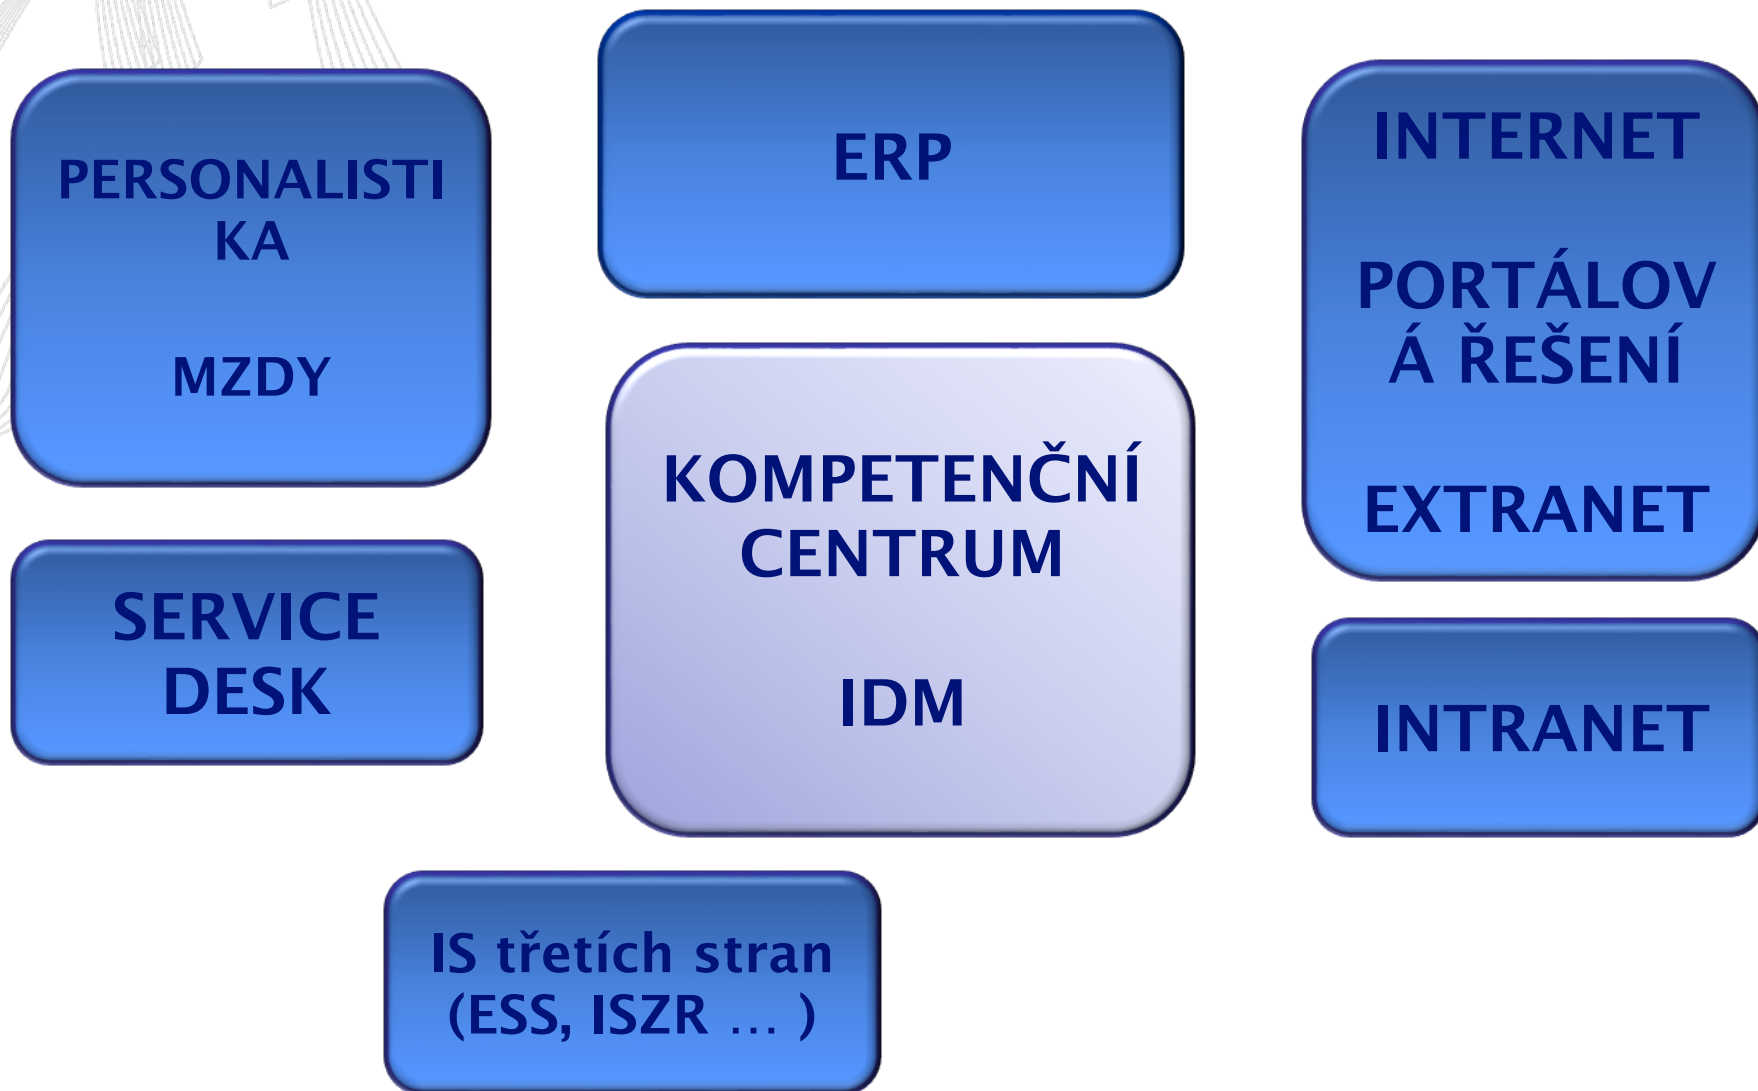 PERSONALISTI
KA
MZDY
SERVICE
DESK
ERP
KOMPETENČNÍ
CENTRUM
IDM
IS třetích stran
(ESS, ISZR … )
INTERNET
PORTÁLOV
Á ŘEŠENÍ
EXTRANET
INTRANET